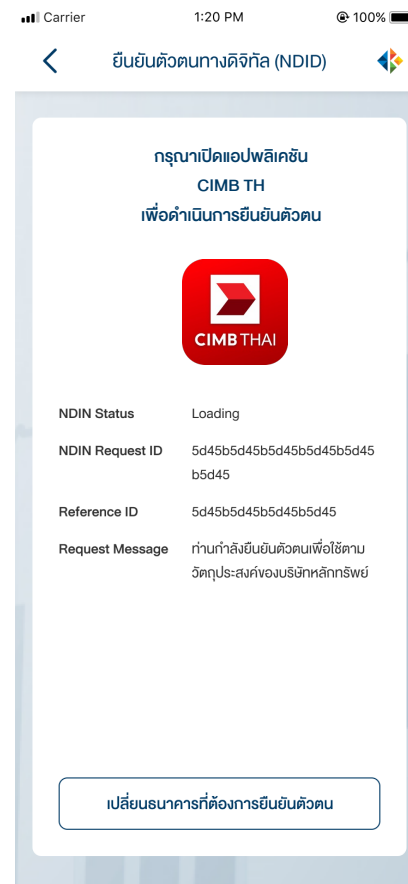 Carrier 1:20 PM 100%
ยืนยันตัวตนทางดิจิทัล (NDID)
กรุณาเปิดแอปพลิเคชัน
CIMB TH
เพื่อดำเนินการยืนยันตัวตน
CIMB THAI
NDIN Status Loading
NDIN Request ID 5d45b5d45b5d45b5d45b5d45
b5d45
Reference ID 5d45b5d45b5d45b5d45
Request Message ท่านกำลังยืนยันตัวตนเพื่อใช้ตาม
วัตถุประสงค์ของบริษัทหลักทรัพย์
เปลี่ยนธนาคารที่ต้องการยืนยันตัวตน